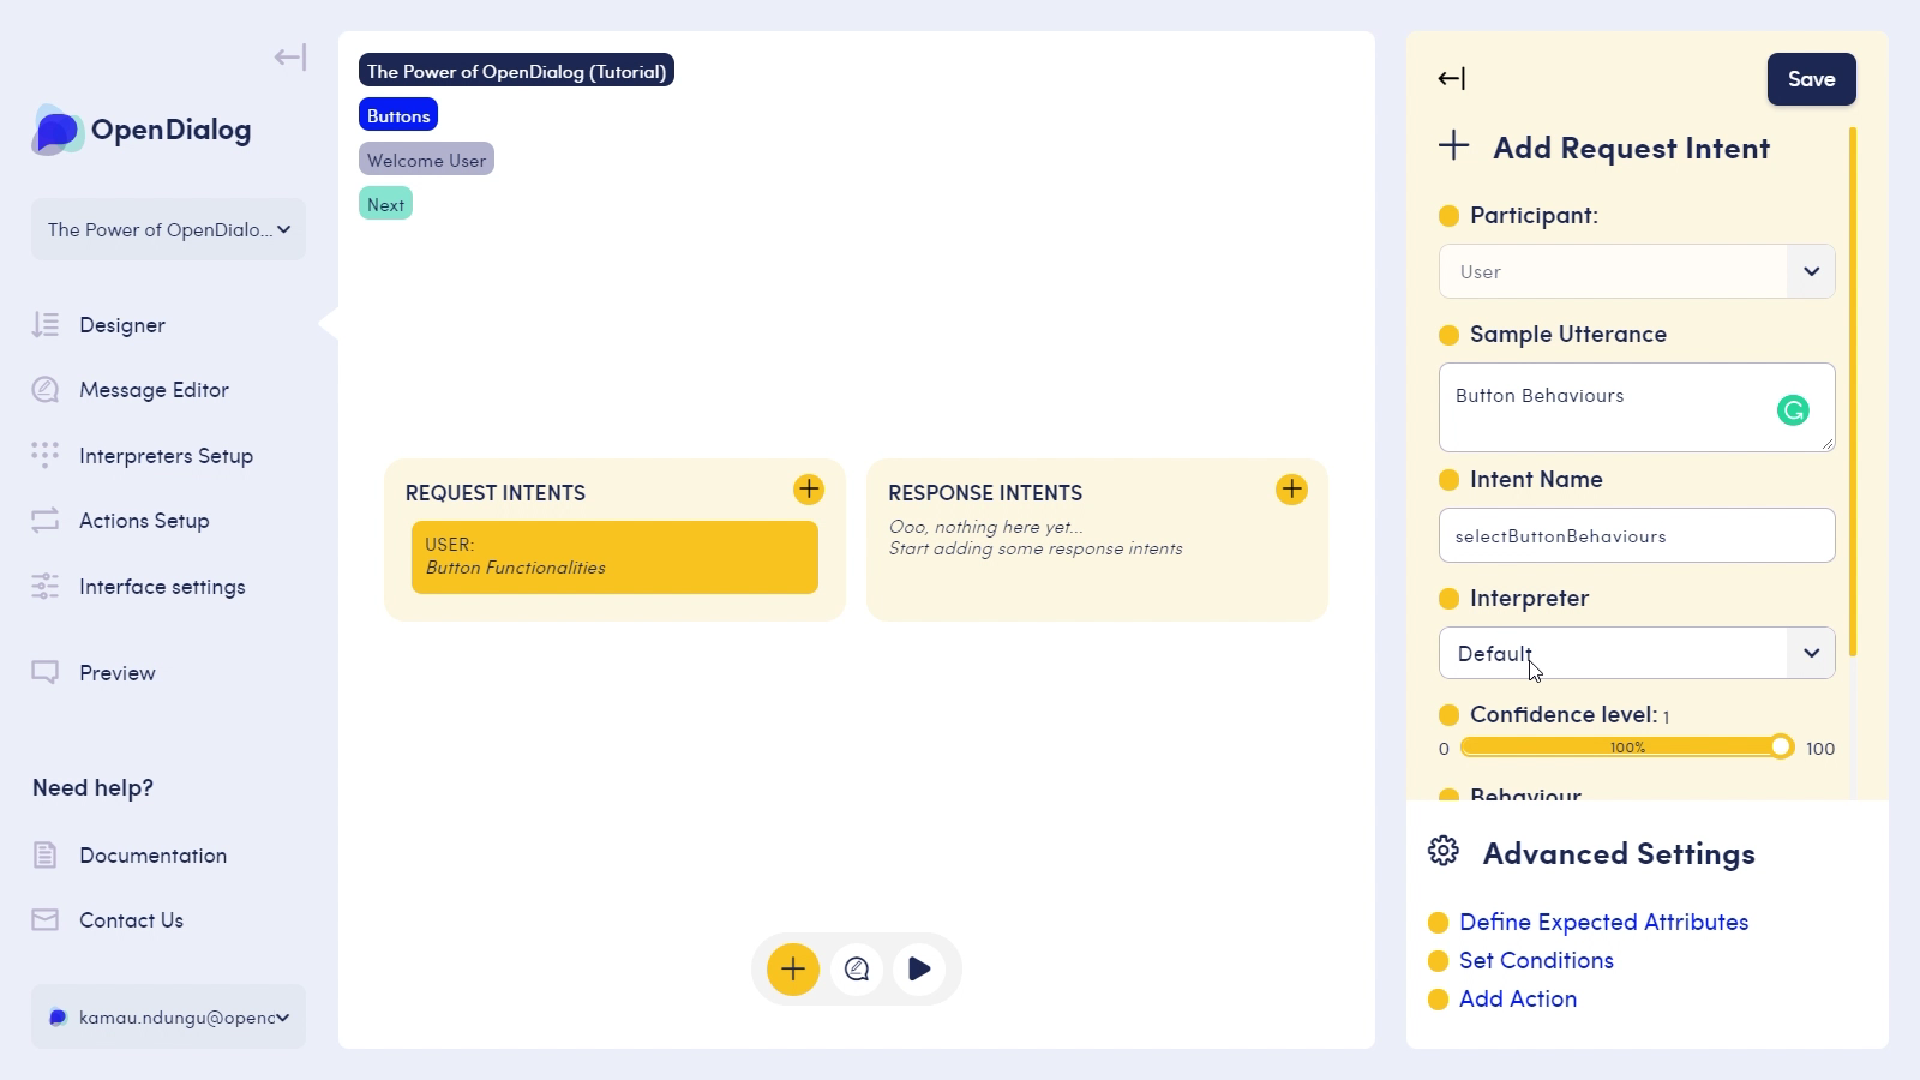 OpenDialog
The Power of OpenDialo...
Designer
Message Editor
Interpreters Setup
Actions Setup
Interface settings
Preview
Need help?
Documentation
Contact Us
kamau.ndungu@openc
The Power of OpenDialog (Tutorial)
Buttons
Welcome User
Next
REQUEST INTENTS
USER:
Button Functionalities
RESPONSE INTENTS
Ooo, nothing here yet...
Start adding some response intents
Save
Add Request Intent
Participant:
User
Sample Utterance
Button Behaviours
Intent Name
selectButtonBehaviours
Interpreter
Default
Confidence level: 1
0 100% 100
Behaviour
Advanced Settings
Define Expected Attributes
Set Conditions
Add Action